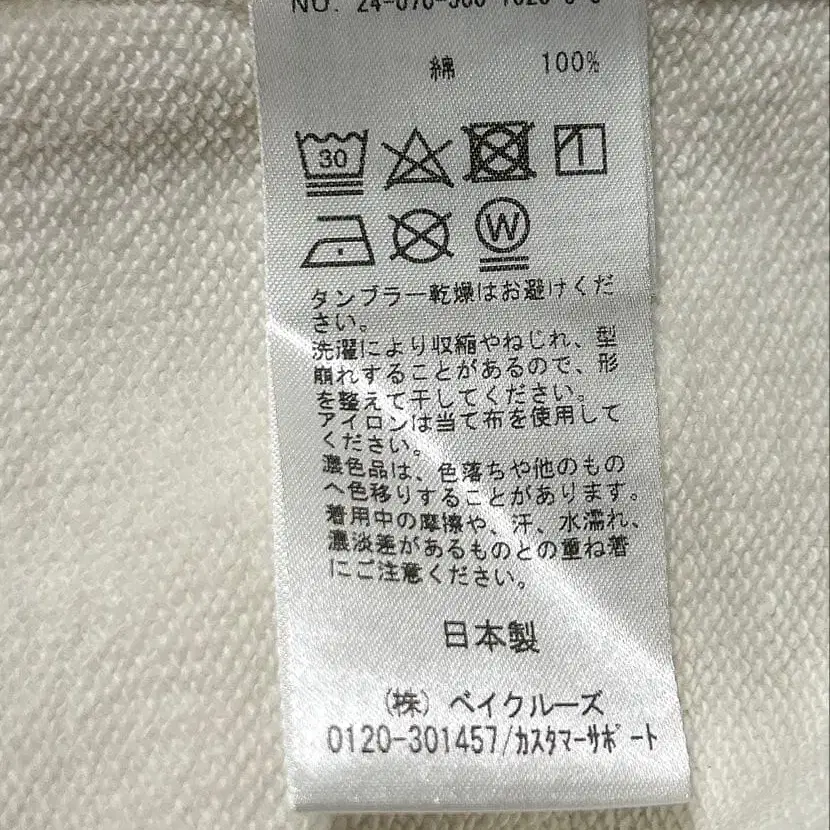 NO. 24-070-500-
綿 100%
30
W
タンブラー乾燥はお避けくだ
さい。
洗濯により収縮やねじれ、型
崩れすることがあるので、形
を整えて干してください。
アイロンは当て布を使用して
ください。
濃色品は、色落ちや他のもの
へ色移りすることがあります。
着用中の摩擦や、汗、水濡れ、
濃淡差があるものとの重ね着
にご注意ください。
日本製
(株) ベイクルーズ
0120-301457/カスタマーサポート